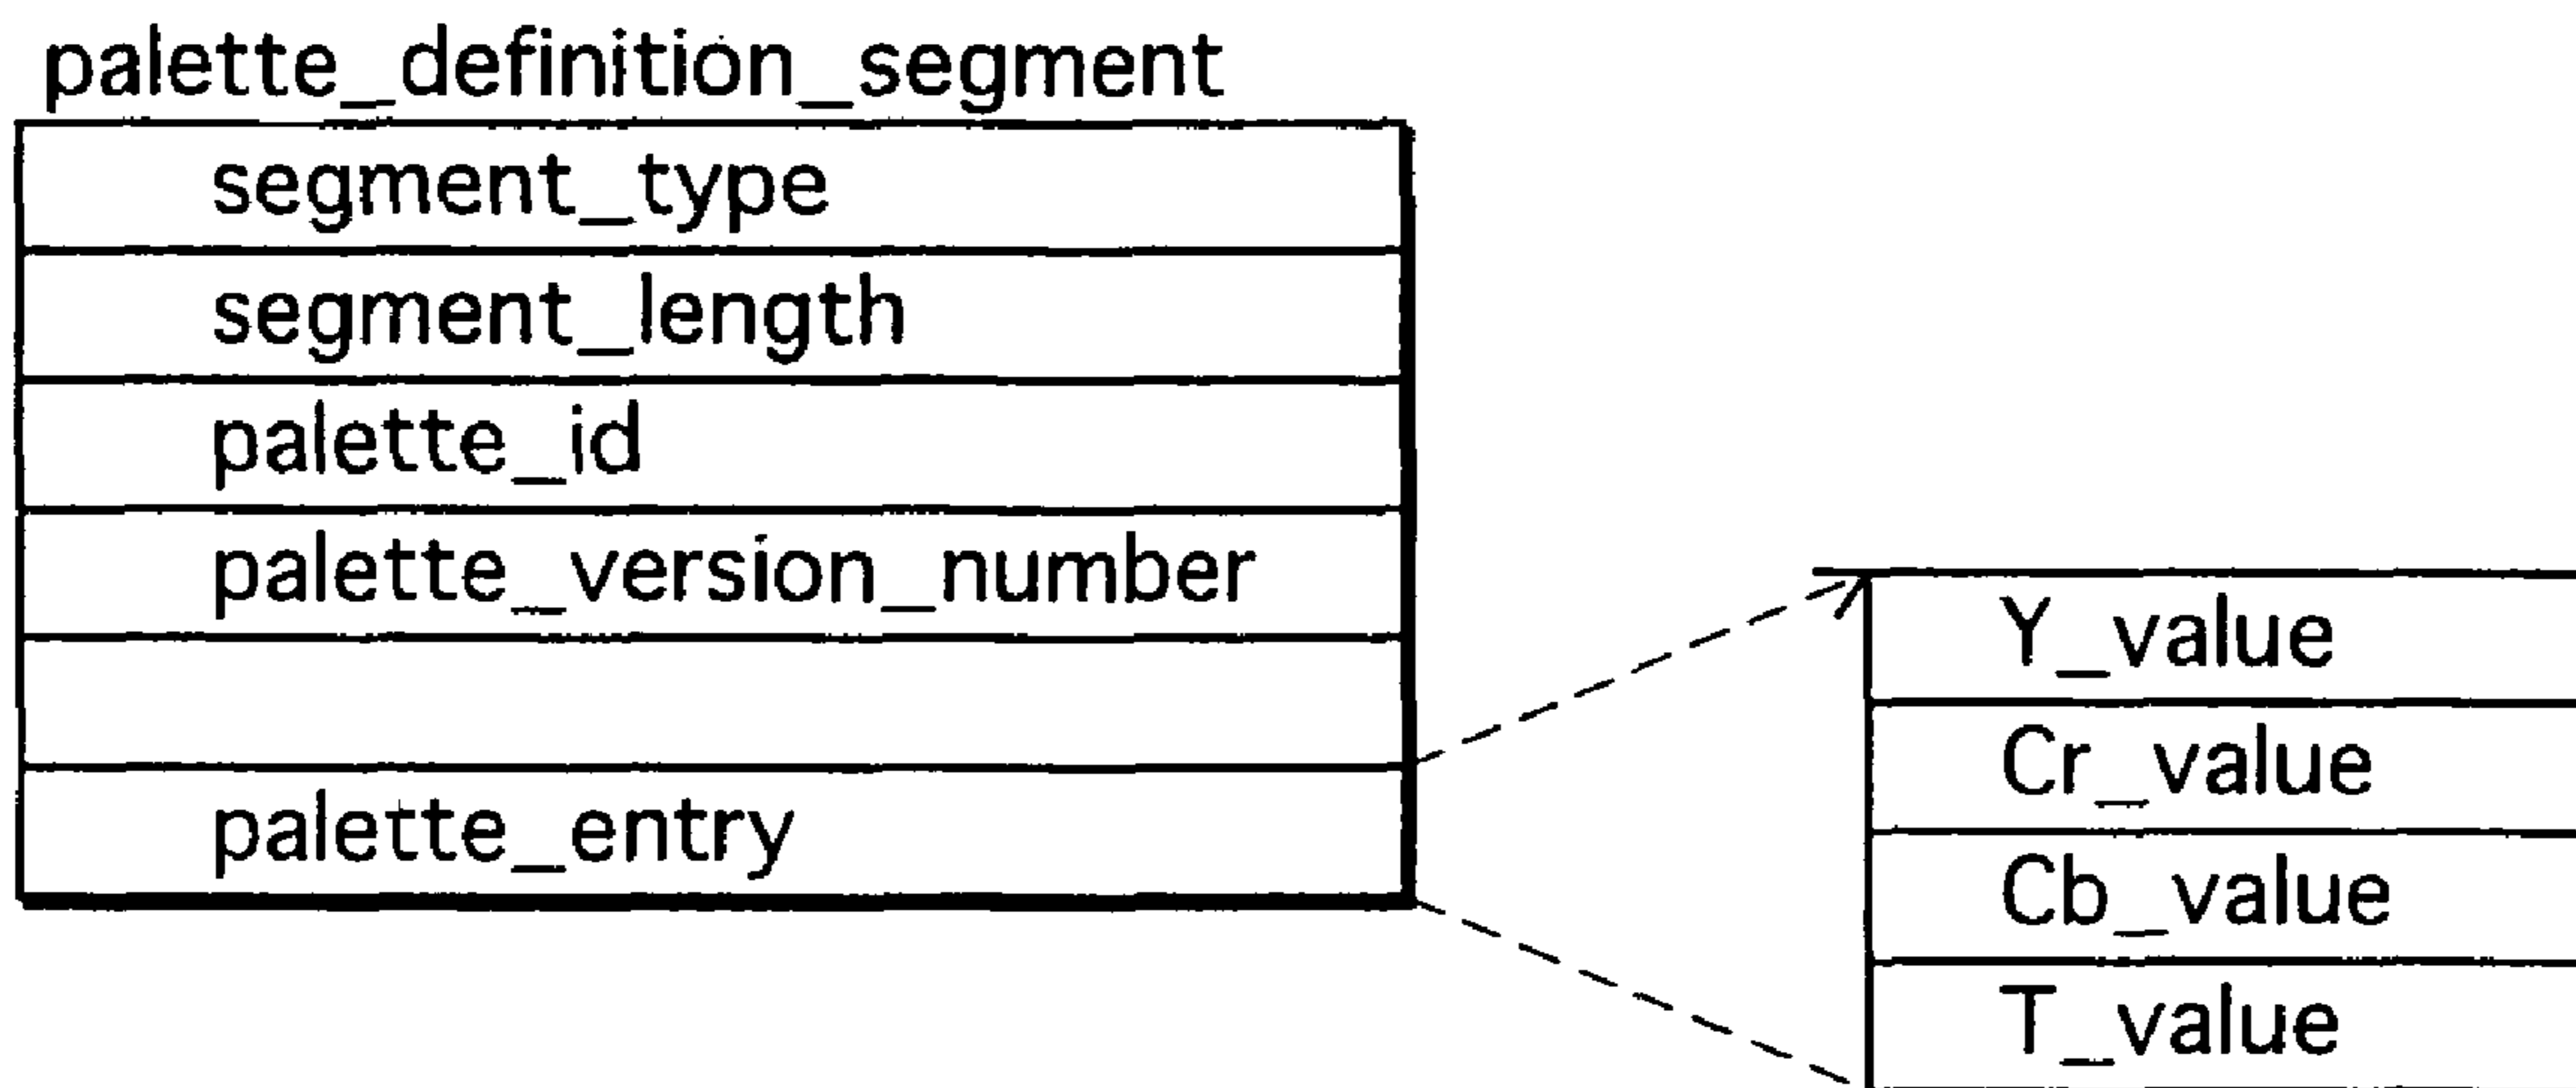 palette_definition_segment
segment_type
segment_length
palette_id
palette_version_number
palette_entry
Y_value
Cr_value
Cb_value
T_value